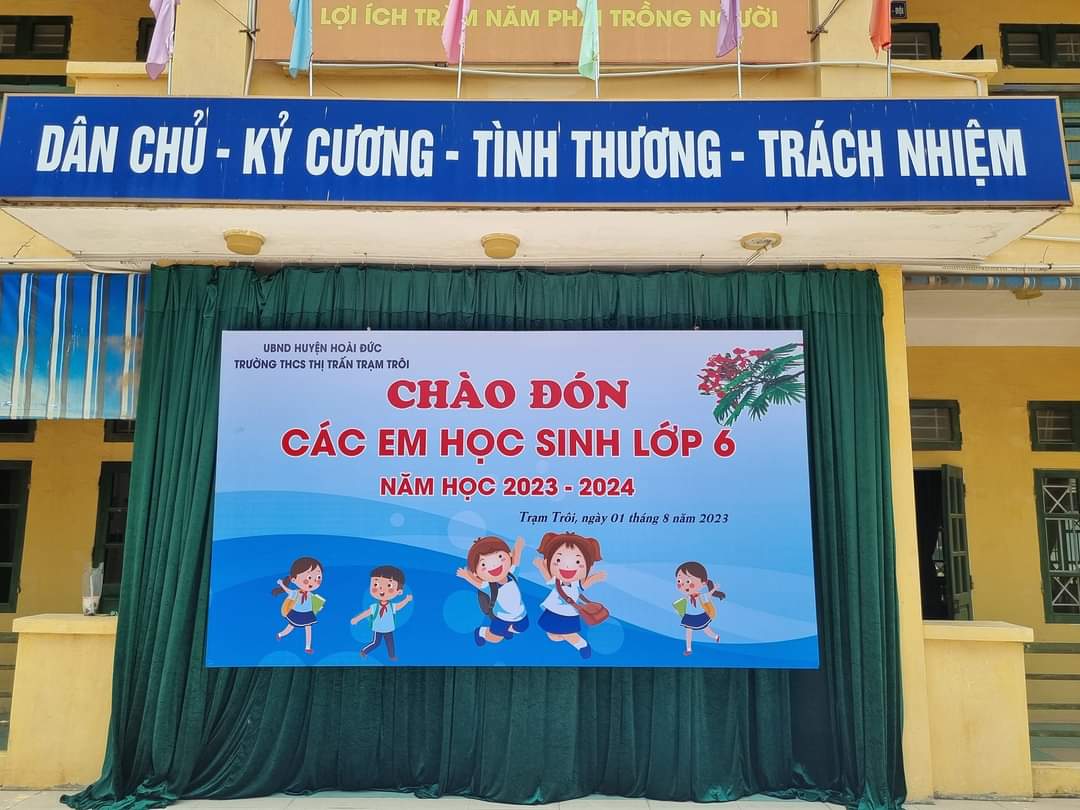 LỢI ÍCH TRĂM NĂM PHẢI TRỒNG NGƯỜI
DÂN CHỦ - KỶ CƯƠNG - TÌNH THƯƠNG - TRÁCH NHIỆM
UBND HUYỆN HOÀI ĐỨC
TRƯỜNG THCS THỊ TRẤN TRẠM TRÔI
CHÀO ĐÓN
CÁC EM HỌC SINH LỚP 6
NĂM HỌC 2023 - 2024
Trạm Trôi, ngày 01 tháng 8 năm 2023